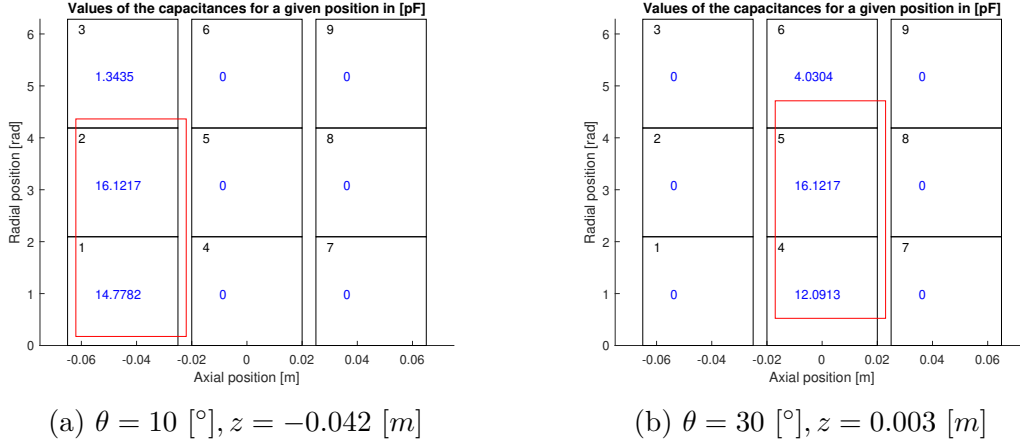 Values of the capacitances for a given position in [pF]
3 6 9
6
1.3435 0 0
5
Radial position [rad]
4
2 5 8
16.1217 0 0
3
2
1 4 7
14.7782 0 0
1
0
-0.06 -0.04 -0.02 0 0.02 0.04 0.06
Axial position [m]
(a) θ = 10 [°], z = −0.042 [m]
Values of the capacitances for a given position in [pF]
3 6 9
6
0 4.0304 0
5
Radial position [rad]
4
2 5 8
0 16.1217 0
3
2
1 4 7
0 12.0913 0
1
0
-0.06 -0.04 -0.02 0 0.02 0.04 0.06
Axial position [m]
(b) θ = 30 [°], z = 0.003 [m]